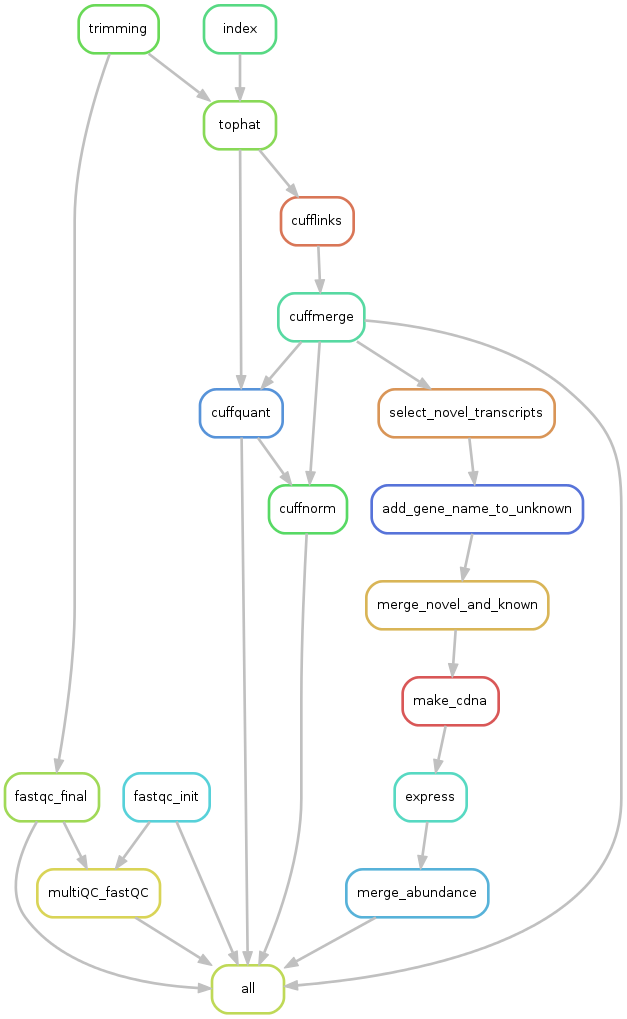 trimming
index
tophat
cufflinks
cuffmerge
cuffquant
select_novel_transcripts
cuffnorm
add_gene_name_to_unknown
merge_novel_and_known
make_cdna
fastqc_final
fastqc_init
express
multiQC_fastQC
merge_abundance
all